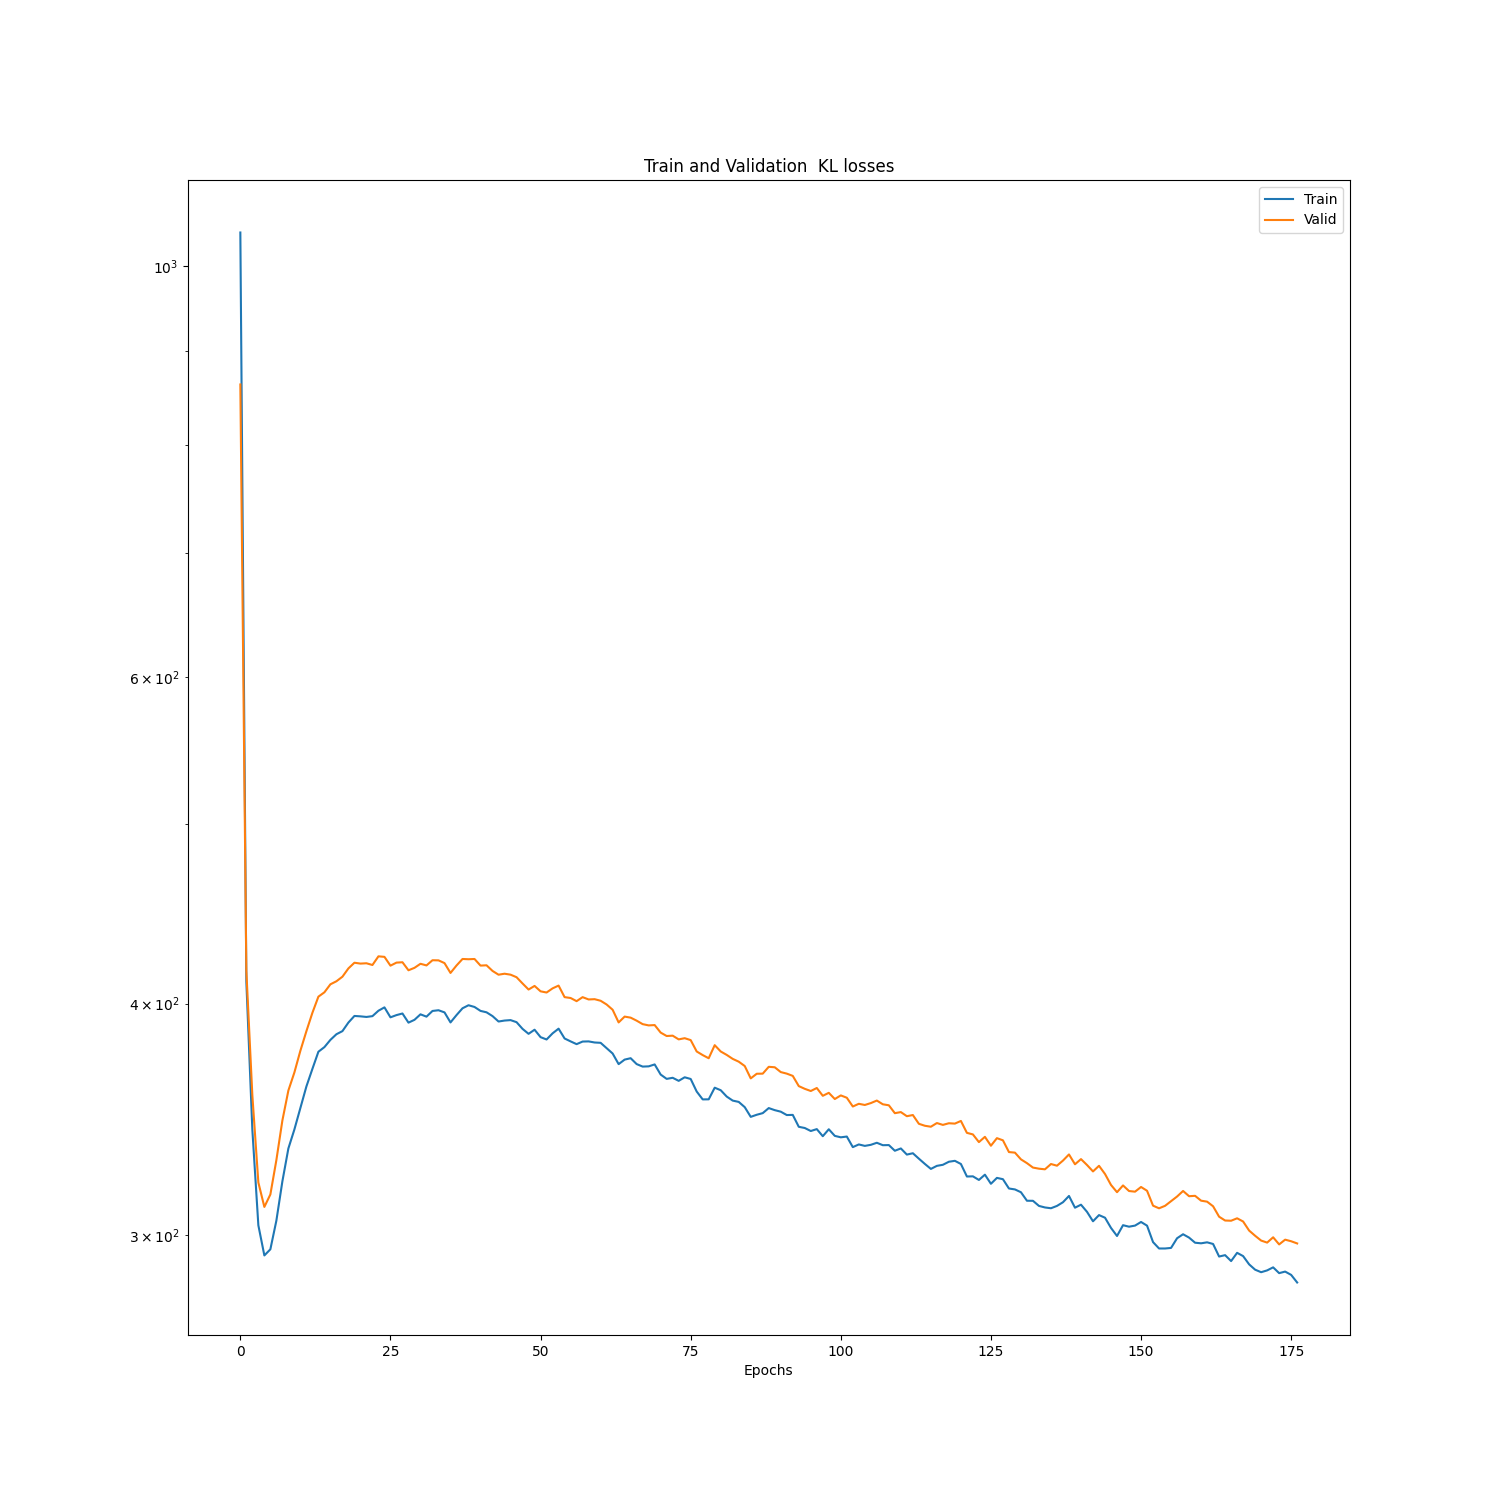 Train and Validation  KL losses
Train
Valid
10³
6 × 10²
4 × 10²
3 × 10²
0 25 50 75 100 125 150 175
Epochs